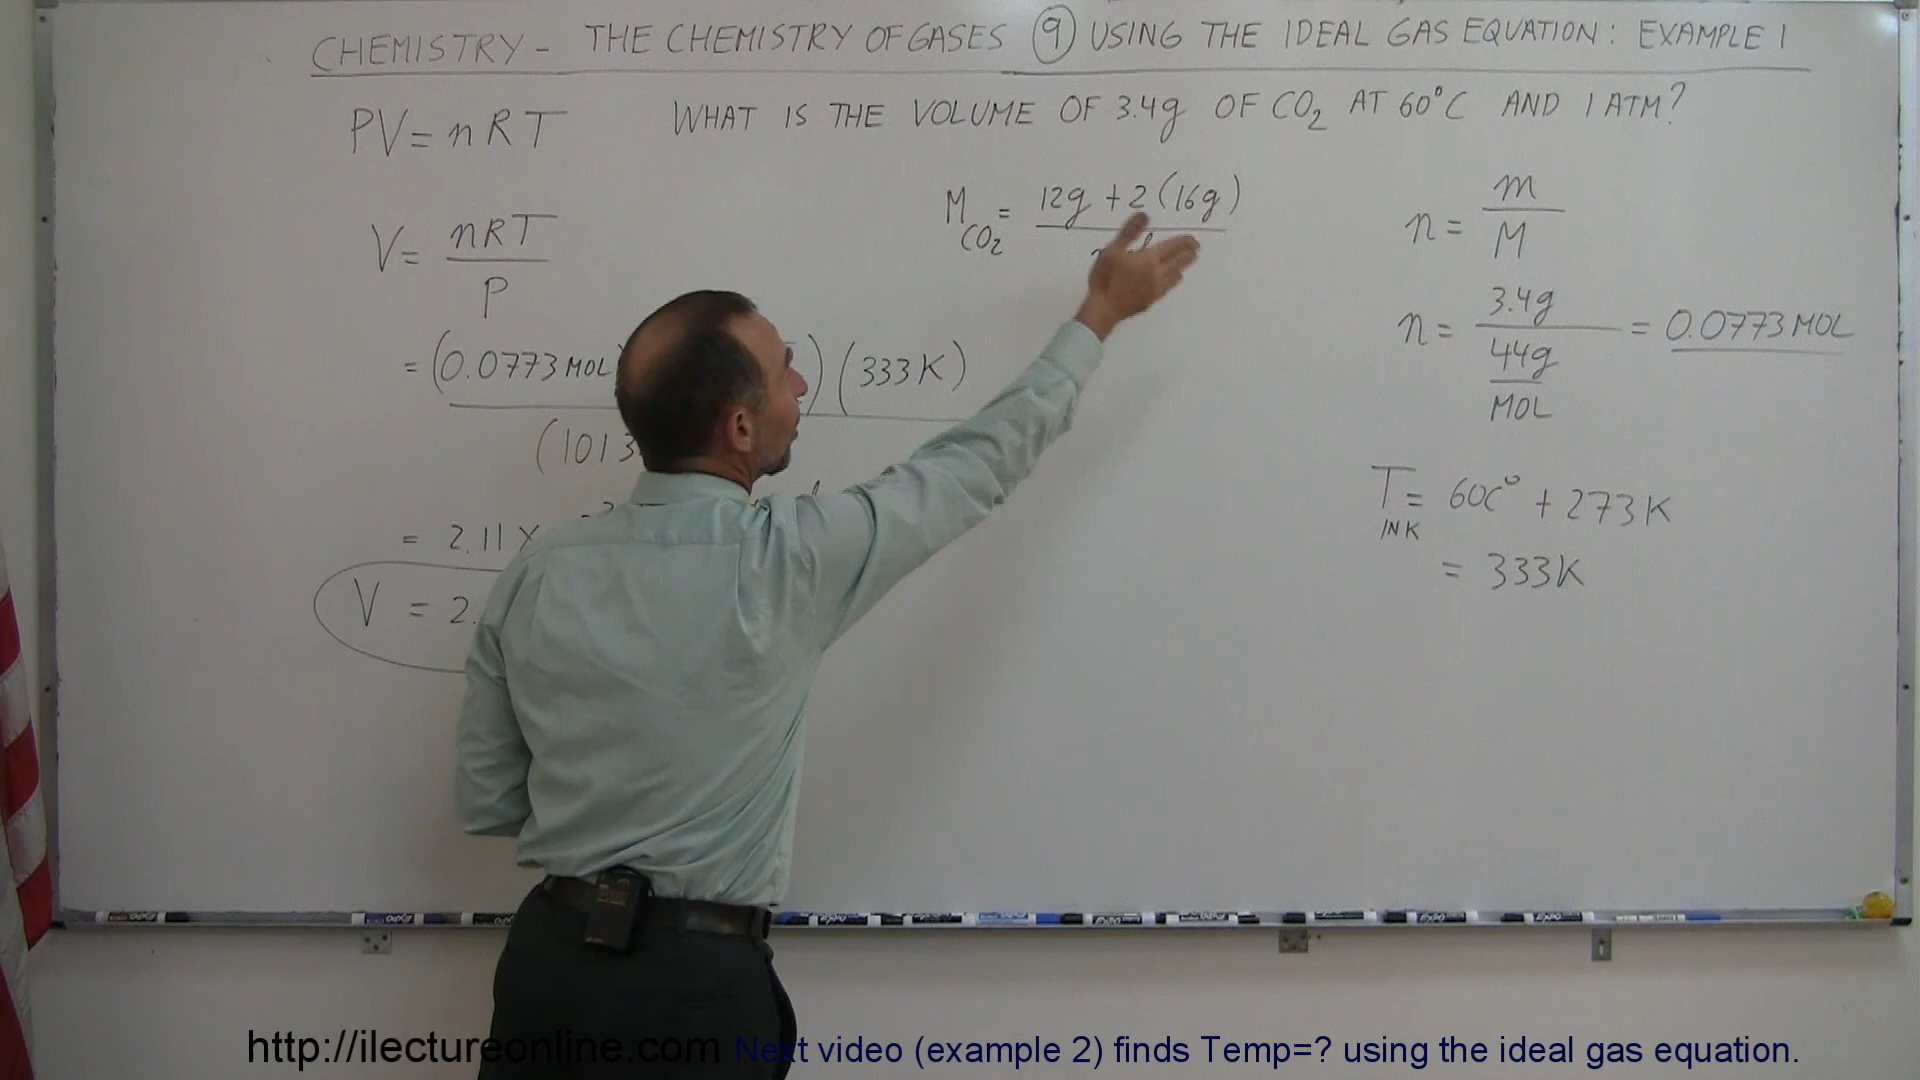 CHEMISTRY - THE CHEMISTRY OF GASES 9 USING THE IDEAL GAS EQUATION: EXAMPLE 1
PV = nRT
WHAT IS THE VOLUME OF 3.4g OF CO2 AT 60°C AND 1 ATM?
V = nRT
P
= (0.0773 MOL ) (333K)
(1013
= 2.11 X
V = 2.
M CO2 = 12g + 2(16g)
n = m
M
n = 3.4g = 0.0773 MOL
44g
MOL
T IN K = 60C° + 273K
= 333K
http://ilectureonline.com Next video (example 2) finds Temp=? using the ideal gas equation.